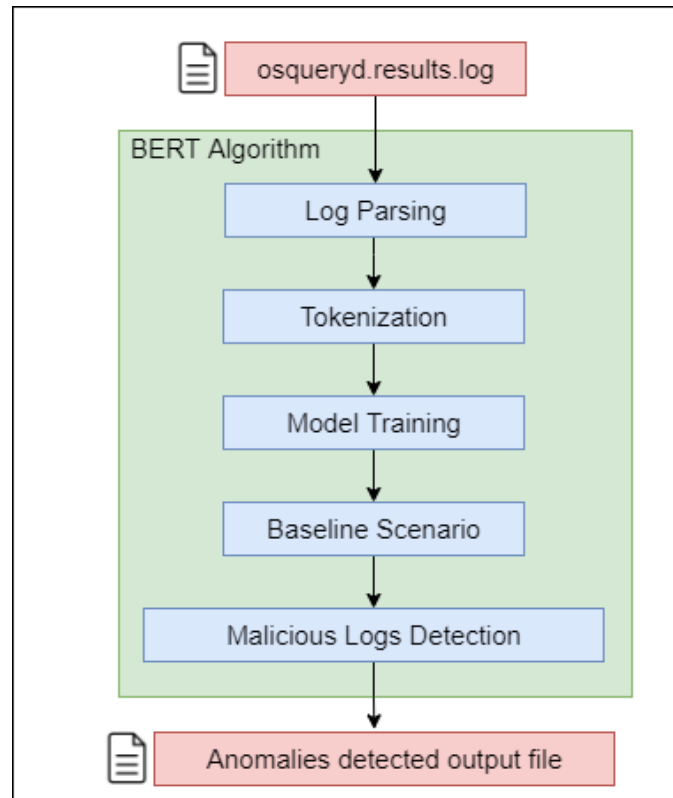 osqueryd.results.log
BERT Algorithm
Log Parsing
Tokenization
Model Training
Baseline Scenario
Malicious Logs Detection
Anomalies detected output file